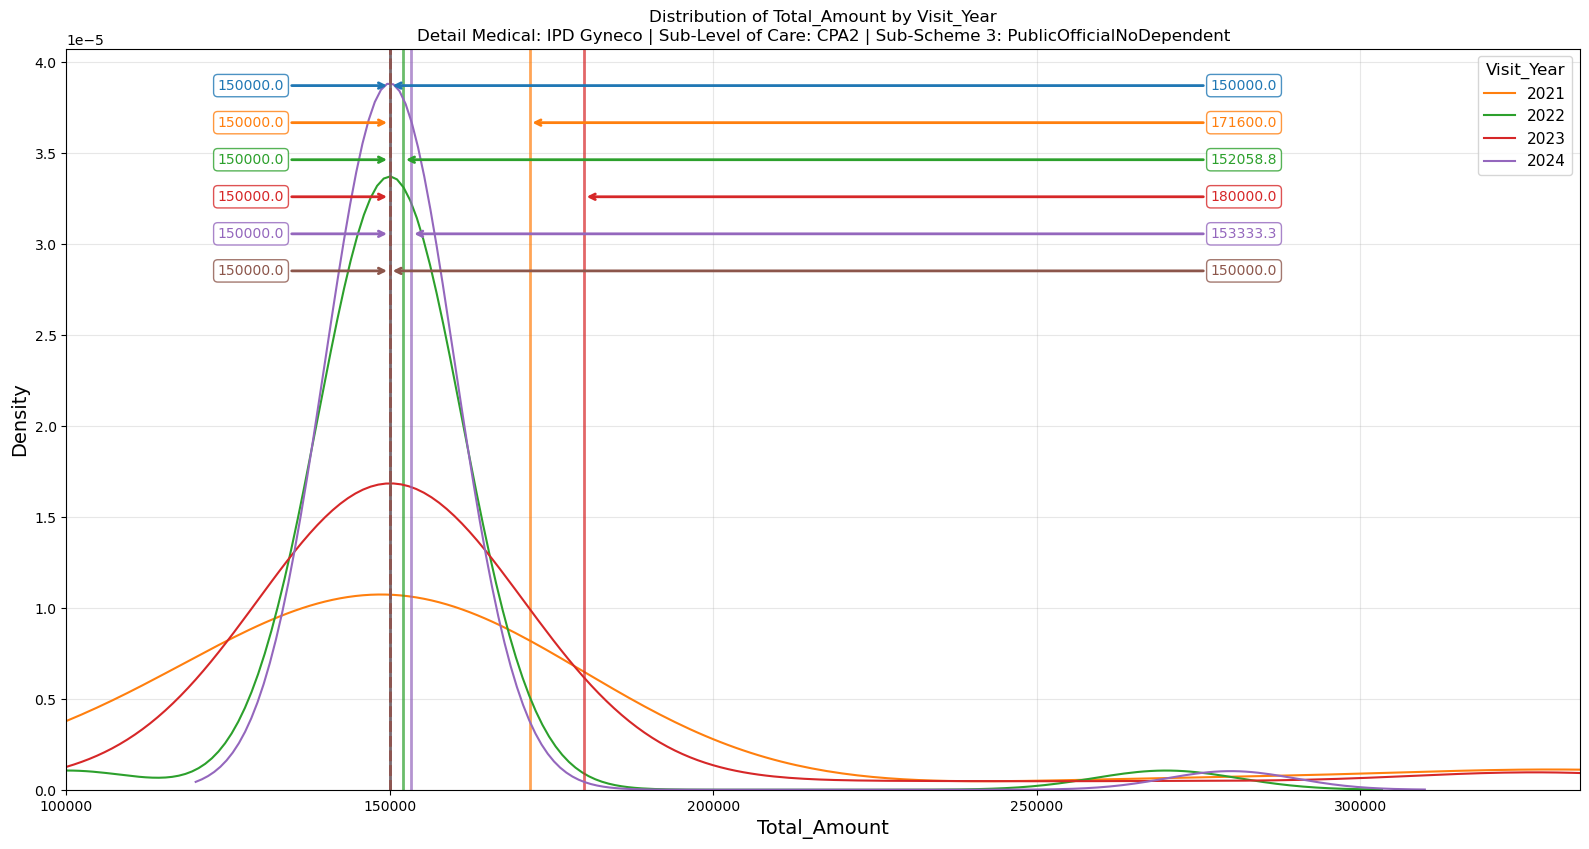 Distribution of Total_Amount by Visit_Year
Detail Medical: IPD Gyneco | Sub-Level of Care: CPA2 | Sub-Scheme 3: PublicOfficialNoDependent
1e−5
4.0
3.5
3.0
2.5
2.0
1.5
1.0
0.5
0.0
Density
150000.0 150000.0
150000.0 171600.0
150000.0 152058.8
150000.0 180000.0
150000.0 153333.3
150000.0 150000.0
Visit_Year
2021
2022
2023
2024
100000 150000 200000 250000 300000
Total_Amount